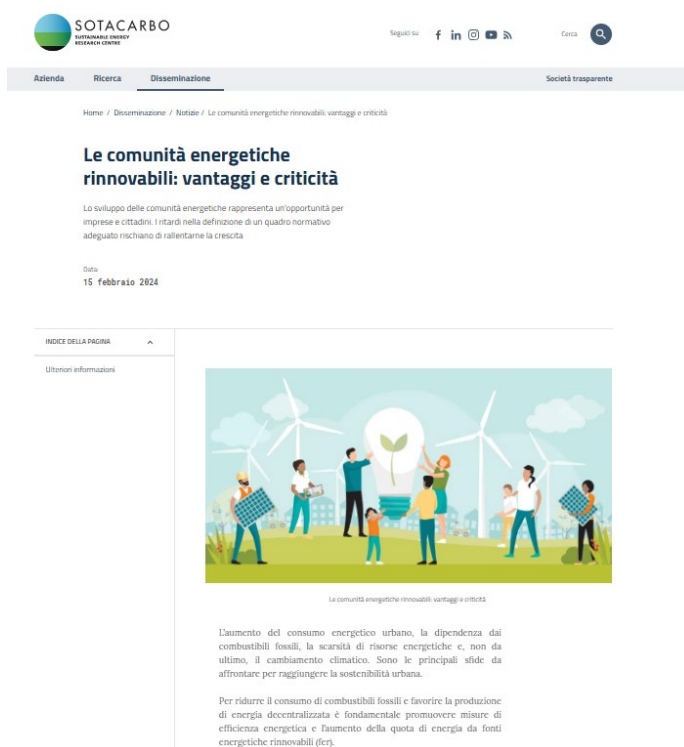 SOTACARBO
SUSTAINABLE ENERGY
RESEARCH CENTRE
Seguici su
Cerca
Azienda Ricerca Disseminazione Società trasparente
Home / Disseminazione / Notizie / Le comunità energetiche rinnovabili: vantaggi e criticità
Le comunità energetiche
rinnovabili: vantaggi e criticità
Lo sviluppo delle comunità energetiche rappresenta un'opportunità per
imprese e cittadini. I ritardi nella definizione di un quadro normativo
adeguato rischiano di rallentarne la crescita
Data
15 febbraio 2024
INDICE DELLA PAGINA
Ulteriori informazioni
Le comunità energetiche rinnovabili: vantaggi e criticità
L'aumento del consumo energetico urbano, la dipendenza dai
combustibili fossili, la scarsità di risorse energetiche e, non da
ultimo, il cambiamento climatico. Sono le principali sfide da
affrontare per raggiungere la sostenibilità urbana.
Per ridurre il consumo di combustibili fossili e favorire la produzione
di energia decentralizzata è fondamentale promuovere misure di
efficienza energetica e l'aumento della quota di energia da fonti
energetiche rinnovabili (fer).